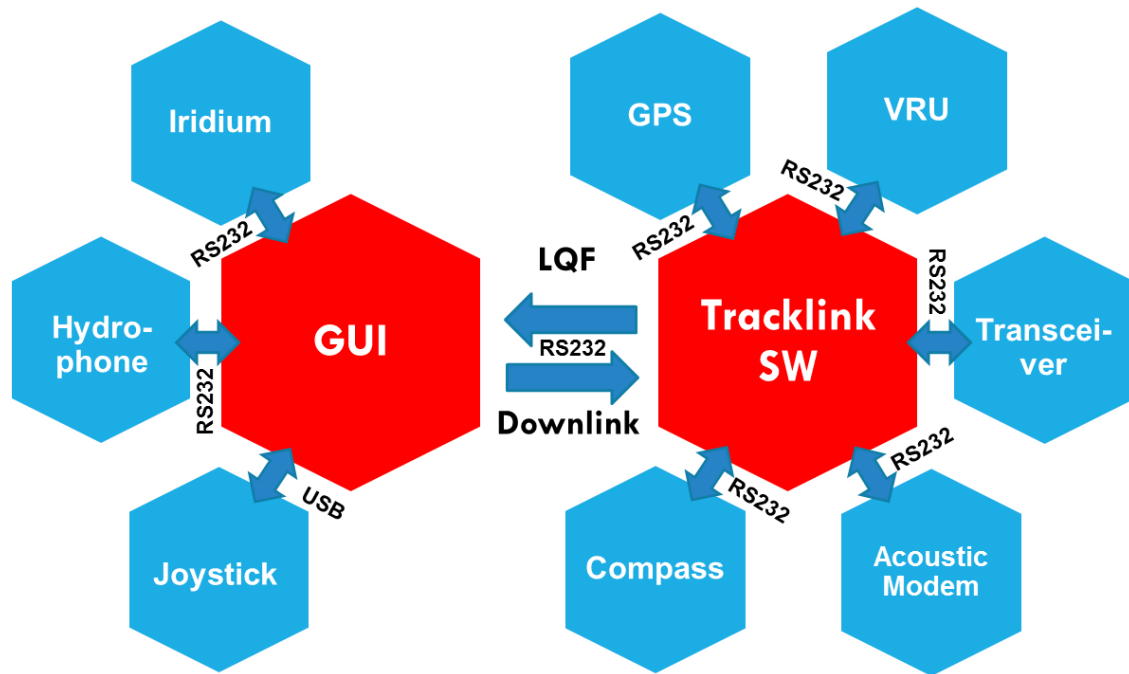 Iridium
RS232
Hydro-
phone
RS232
GUI
Joystick
USB
LQF
RS232
Downlink
GPS
RS232
VRU
RS232
Tracklink
SW
RS232
Transcei-
ver
Compass
RS232
RS232
Acoustic
Modem